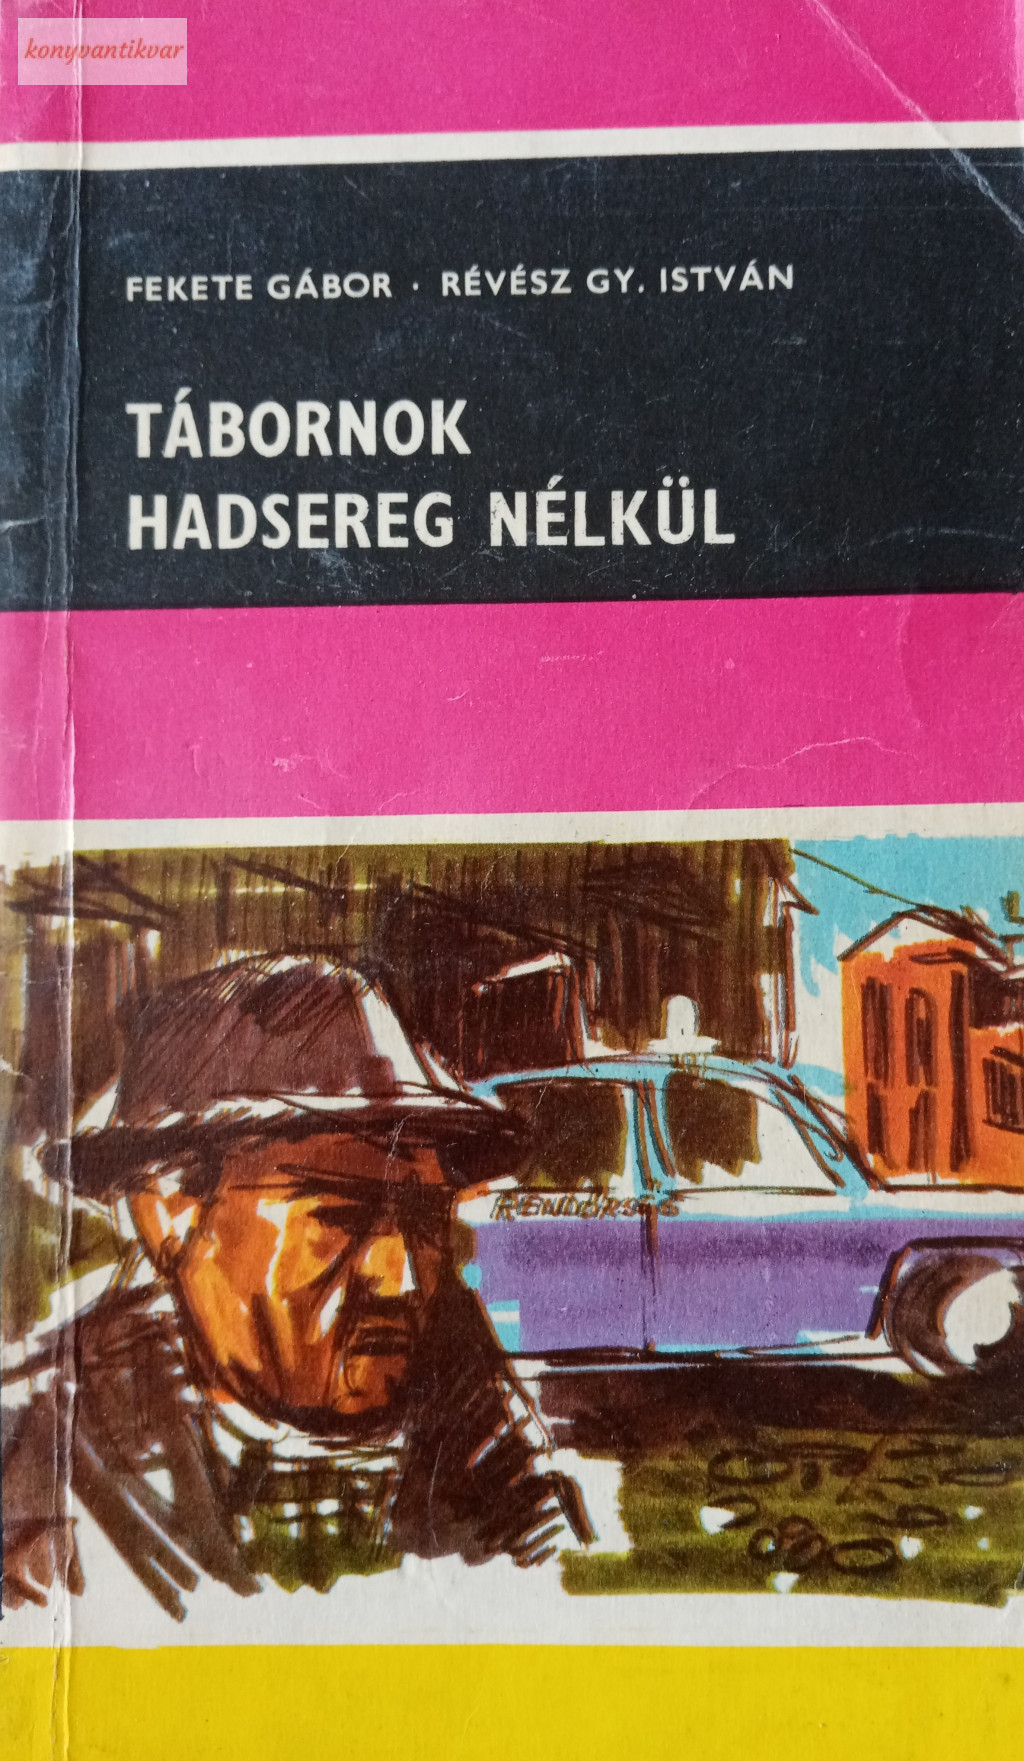 konyvantikvar
FEKETE GÁBOR · RÉVÉSZ GY. ISTVÁN
TÁBORNOK
HADSEREG NÉLKÜL
RENDŐRSÉG